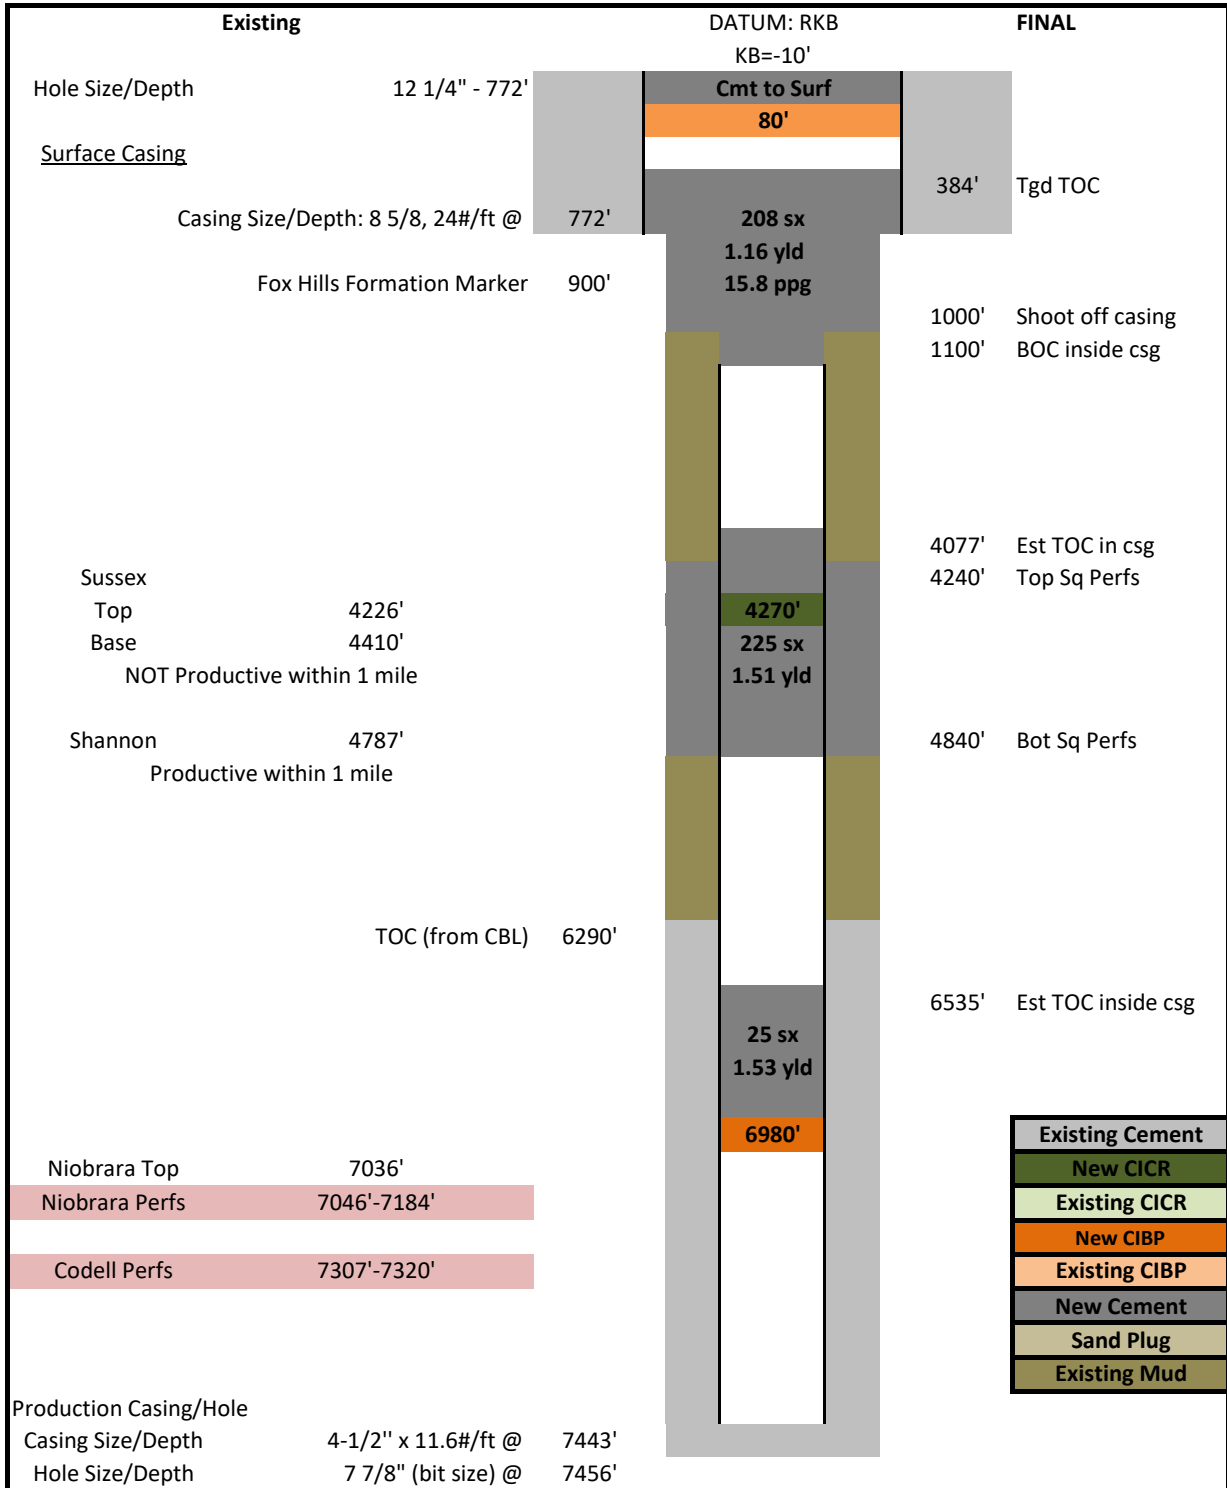 Existing DATUM: RKB FINAL
KB=-10'
Hole Size/Depth 12 1/4" - 772' Cmt to Surf
80'
Surface Casing
384' Tgd TOC
Casing Size/Depth: 8 5/8, 24#/ft @ 772' 208 sx
1.16 yld
Fox Hills Formation Marker 900' 15.8 ppg
1000' Shoot off casing
1100' BOC inside csg
4077' Est TOC in csg
Sussex 4240' Top Sq Perfs
Top 4226' 4270'
Base 4410' 225 sx
NOT Productive within 1 mile 1.51 yld
Shannon 4787' 4840' Bot Sq Perfs
Productive within 1 mile
TOC (from CBL) 6290'
6535' Est TOC inside csg
25 sx
1.53 yld
6980' Existing Cement
Niobrara Top 7036' New CICR
Niobrara Perfs 7046'-7184' Existing CICR
New CIBP
Codell Perfs 7307'-7320' Existing CIBP
New Cement
Sand Plug
Existing Mud
Production Casing/Hole
Casing Size/Depth 4-1/2'' x 11.6#/ft @ 7443'
Hole Size/Depth 7 7/8" (bit size) @ 7456'